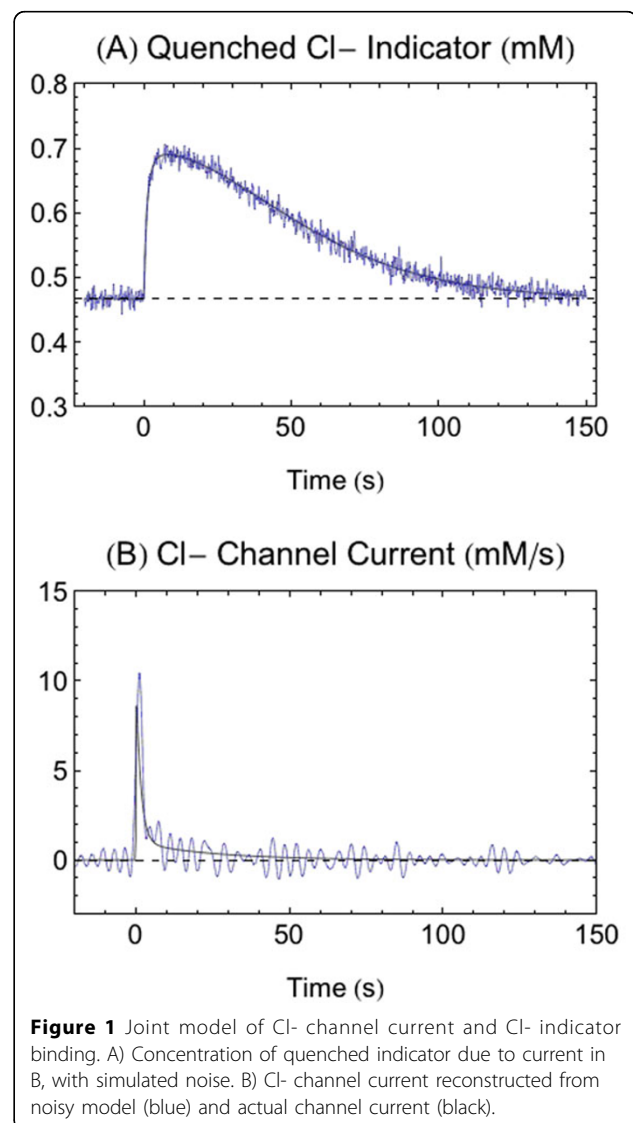 (A) Quenched Cl− Indicator (mM)
0.8
0.7
0.6
0.5
0.4
0.3
0 50 100 150
Time (s)
(B) Cl− Channel Current (mM/s)
15
10
5
0
0 50 100 150
Time (s)
Figure 1 Joint model of Cl- channel current and Cl- indicator
binding. A) Concentration of quenched indicator due to current in
B, with simulated noise. B) Cl- channel current reconstructed from
noisy model (blue) and actual channel current (black).